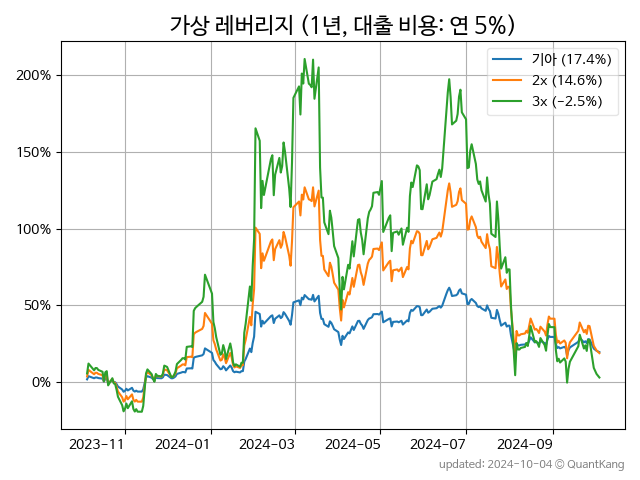 가상 레버리지 (1년, 대출 비용: 연 5%)
기아 (17.4%)
2x (14.6%)
3x (−2.5%)
200%
150%
100%
50%
0%
2023−11 2024−01 2024−03 2024−05 2024−07 2024−09
updated: 2024-10-04 © QuantKang